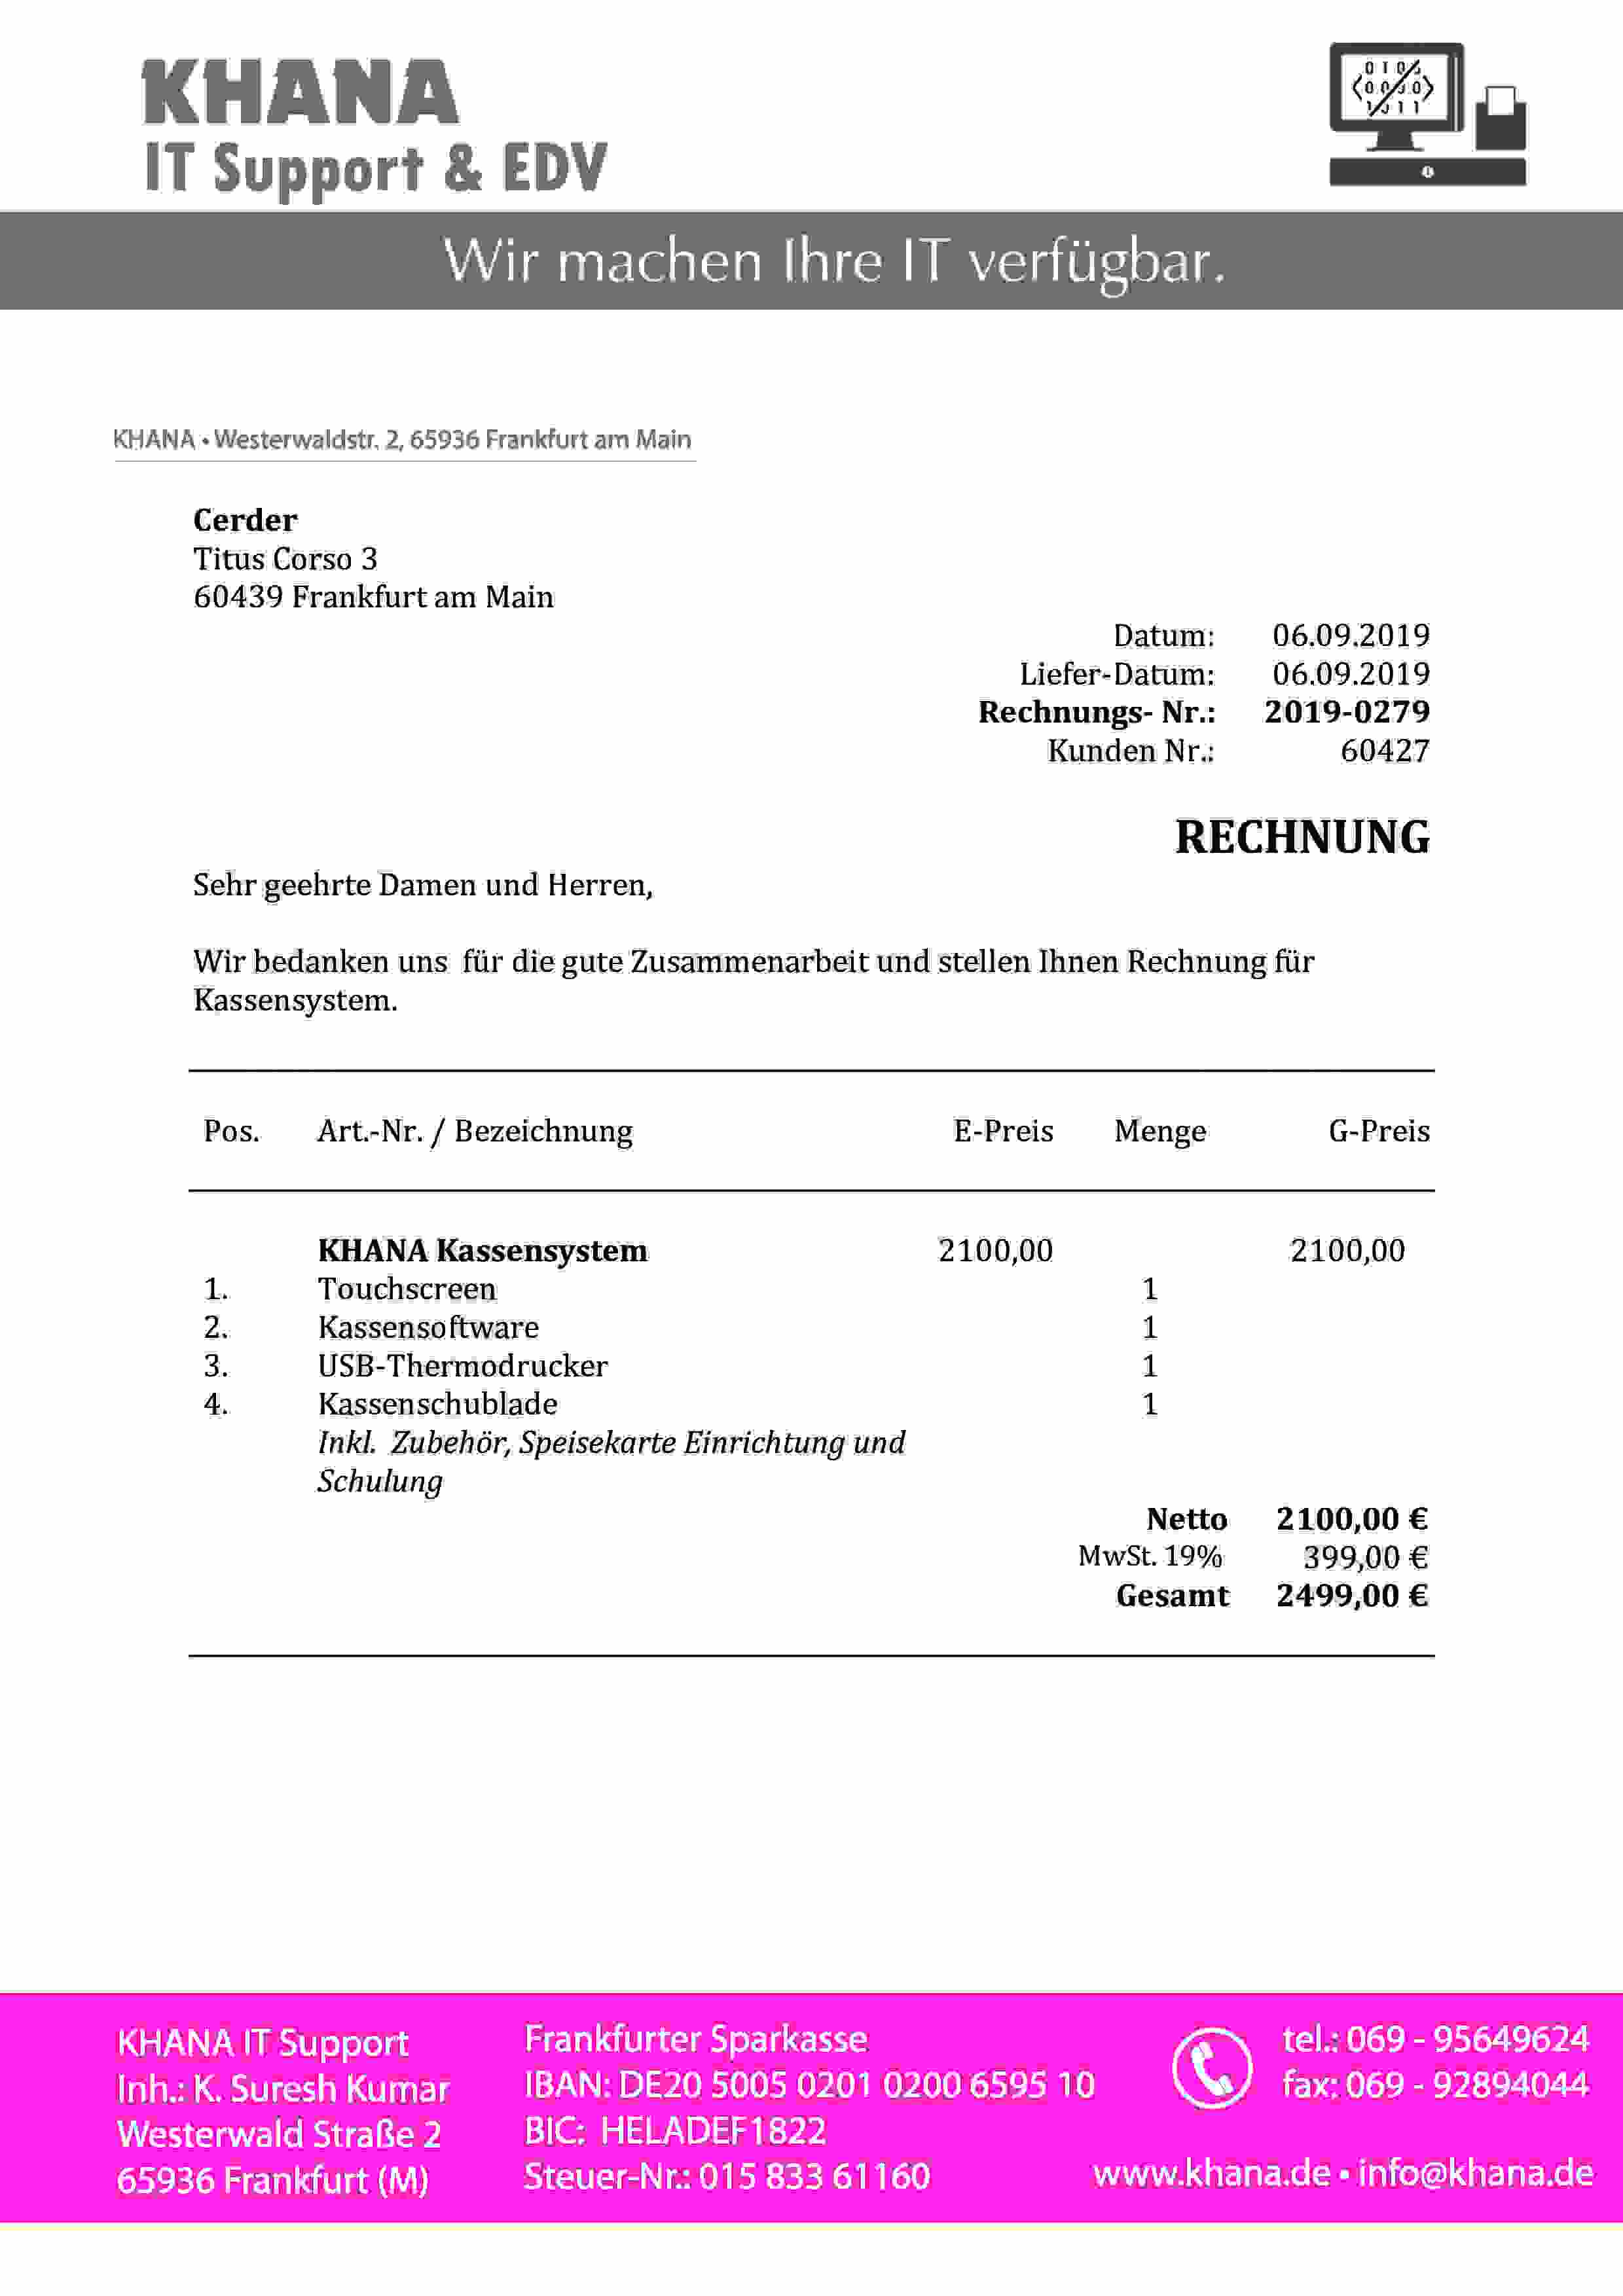 KHANA
IT Support & EDV
Wir machen Ihre IT verfügbar.
KHANA • Westerwaldstr. 2, 65936 Frankfurt am Main
Cerder
Titus Corso 3
60439 Frankfurt am Main
Datum: 06.09.2019
Liefer-Datum: 06.09.2019
Rechnungs- Nr.: 2019-0279
Kunden Nr.: 60427
RECHNUNG
Sehr geehrte Damen und Herren,
Wir bedanken uns für die gute Zusammenarbeit und stellen Ihnen Rechnung für
Kassensystem.
Pos. Art.-Nr. / Bezeichnung E-Preis Menge G-Preis
KHANA Kassensystem 2100,00 2100,00
1. Touchscreen 1
2. Kassensoftware 1
3. USB-Thermodrucker 1
4. Kassenschublade 1
Inkl. Zubehör, Speisekarte Einrichtung und
Schulung
Netto 2100,00 €
MwSt. 19% 399,00 €
Gesamt 2499,00 €
KHANA IT Support
Inh.: K. Suresh Kumar
Westerwald Straße 2
65936 Frankfurt (M)
Frankfurter Sparkasse
IBAN: DE20 5005 0201 0200 6595 10
BIC: HELADEF1822
Steuer-Nr.: 015 833 61160
tel.: 069 - 95649624
fax: 069 - 92894044
www.khana.de • info@khana.de